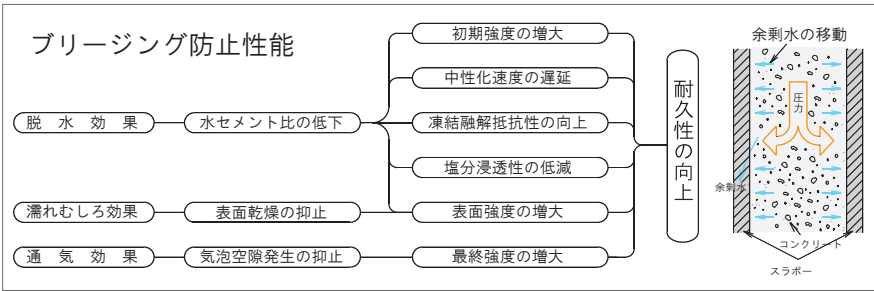 ブリージング防止性能
初期強度の増大
中性化速度の遅延
脱水効果
水セメント比の低下
凍結融解抵抗性の向上
塩分浸透性の低減
濡れむしろ効果
表面乾燥の抑止
表面強度の増大
通気効果
気泡空隙発生の抑止
最終強度の増大
耐久性の向上
余剰水の移動
圧力
余剰水
コンクリート
スラボー